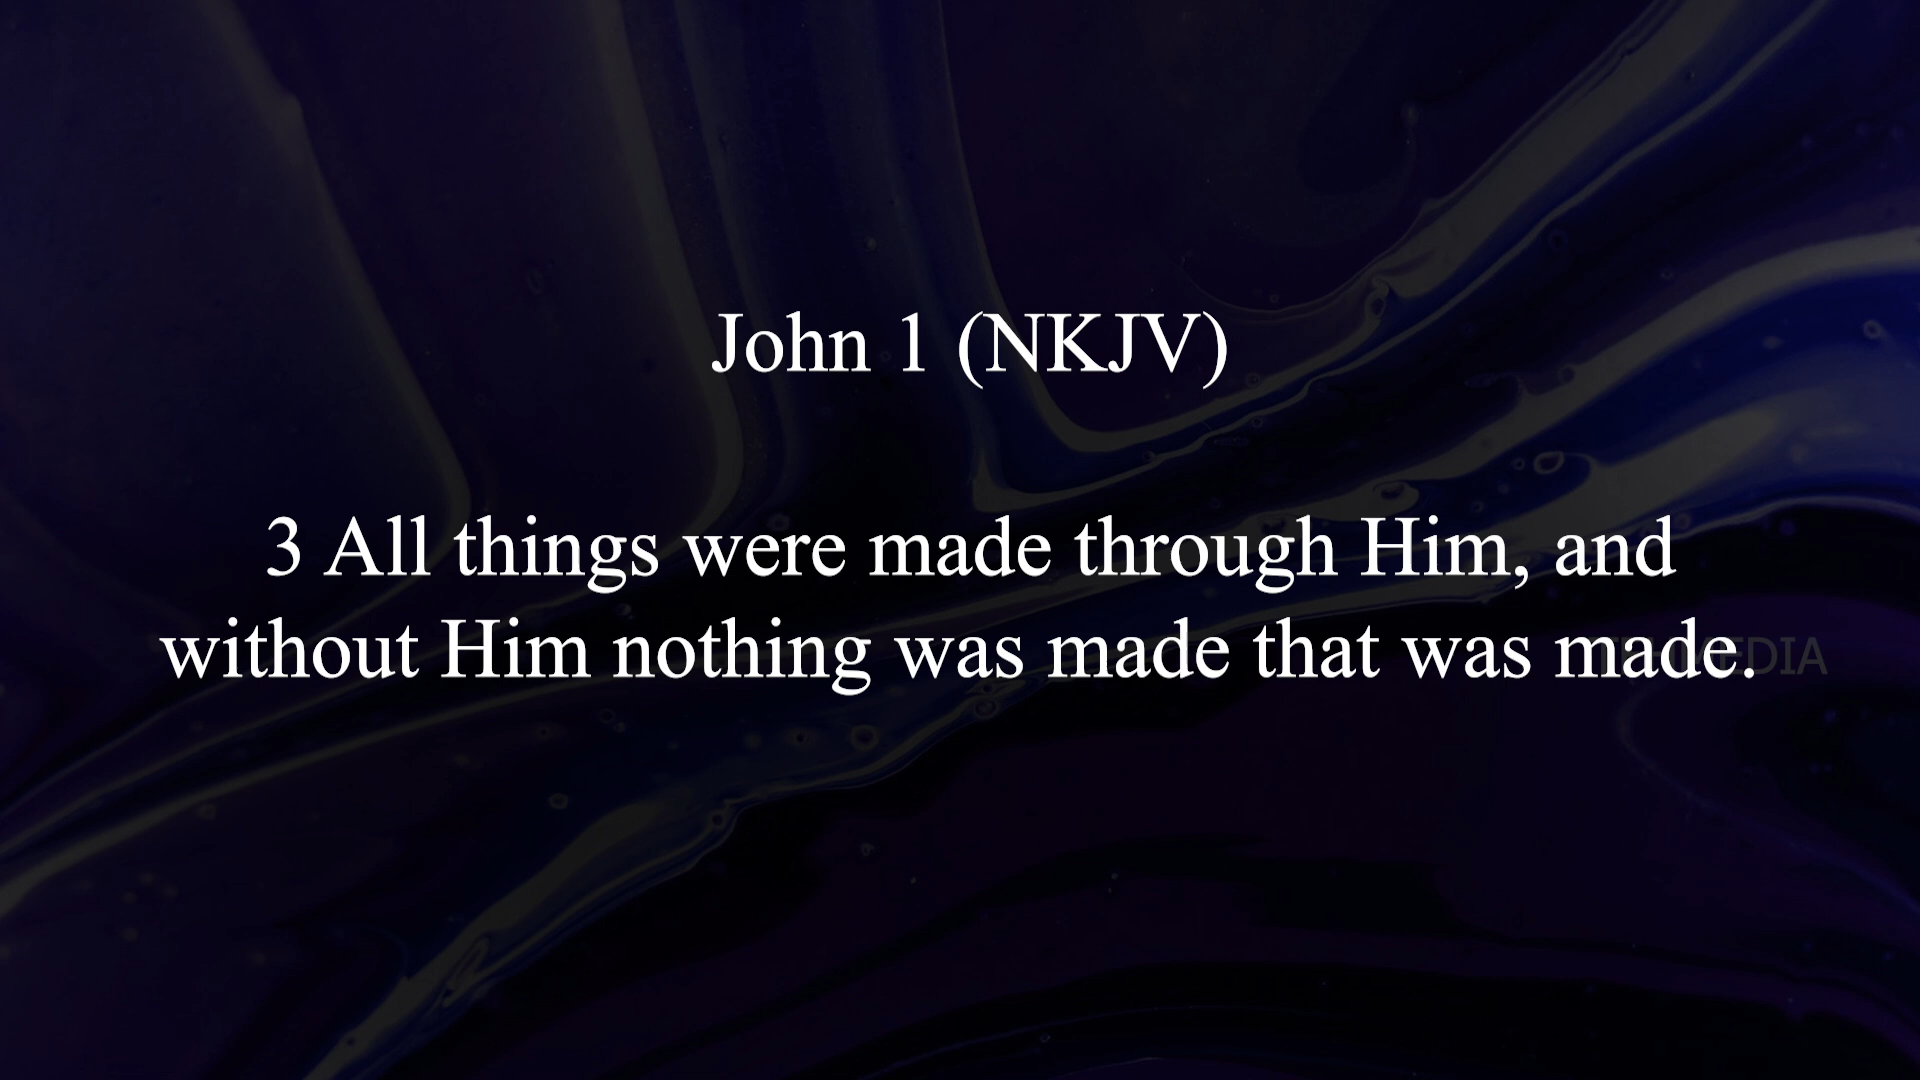 John 1 (NKJV)
3 All things were made through Him, and
without Him nothing was made that was made.